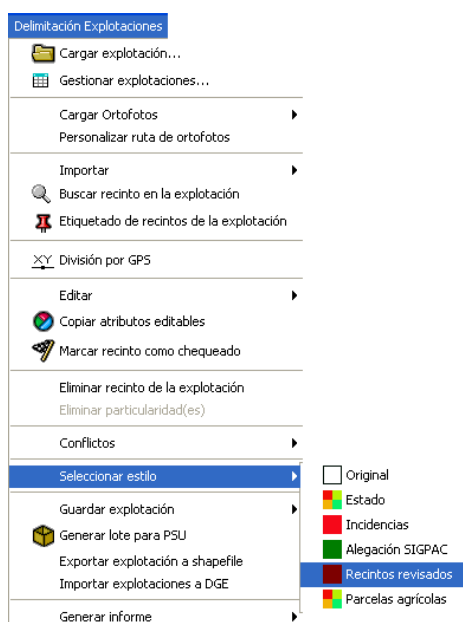 Delimitación Explotaciones
Cargar explotación...
Gestionar explotaciones...
Cargar Ortofotos
Personalizar ruta de ortofotos
Importar
Buscar recinto en la explotación
Etiquetado de recintos de la explotación
XY División por GPS
Editar
Copiar atributos editables
Marcar recinto como chequeado
Eliminar recinto de la explotación
Eliminar particularidad(es)
Conflictos
Seleccionar estilo
Guardar explotación
Generar lote para PSU
Exportar explotación a shapefile
Importar explotaciones a DGE
Generar informe
Original
Estado
Incidencias
Alegación SIGPAC
Recintos revisados
Parcelas agrícolas